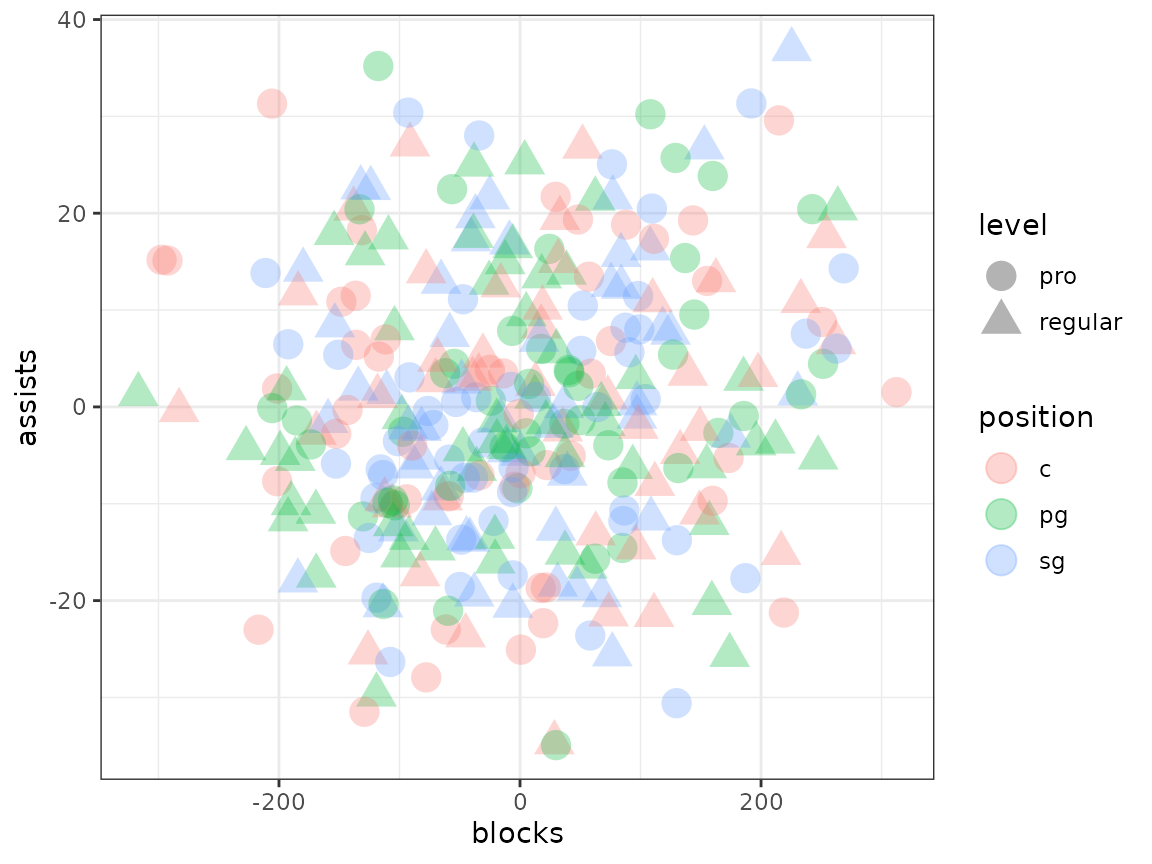 40
20
0
-20
assists
-200
0
200
blocks
level
pro
regular
position
c
pg
sg